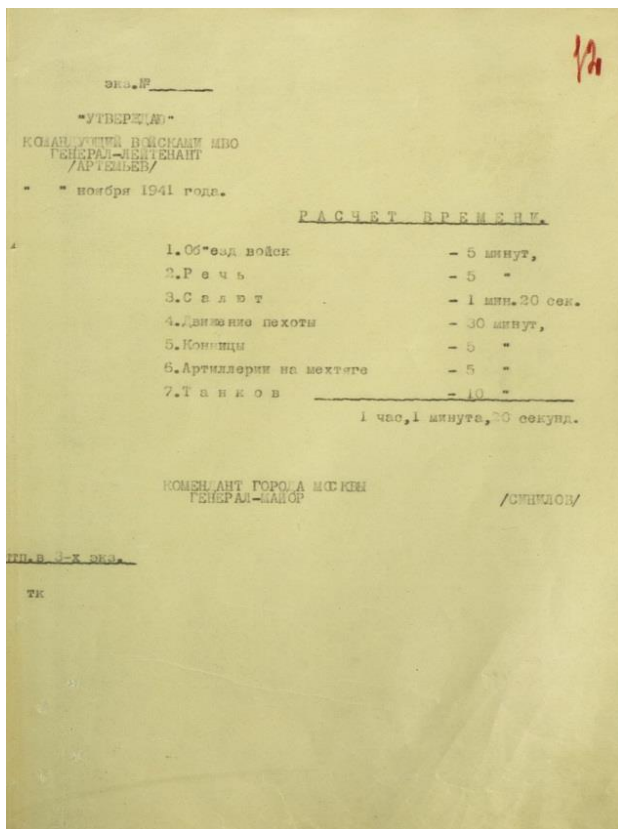 12
экз.№
"УТВЕРЖДАЮ"
КОМАНДУЮЩИЙ ВОЙСКАМИ МВО
ГЕНЕРАЛ-ЛЕЙТЕНАНТ
/АРТЕМЬЕВ/
" " ноября 1941 года.
РАСЧЕТ ВРЕМЕНИ.
1.Об"езд войск - 5 минут,
2.Речь - 5 "
3.Салют - 1 мин.20 сек.
4.Движение пехоты - 30 минут,
5.Конницы - 5 "
6.Артиллерии на мехтяге - 5 "
7.Танков - 10 "
1 час,1 минута,20 секунд.
КОМЕНДАНТ ГОРОДА МОСКВЫ
ГЕНЕРАЛ-МАЙОР /СИНИЛОВ/
отп.в 3-х экз.
тк